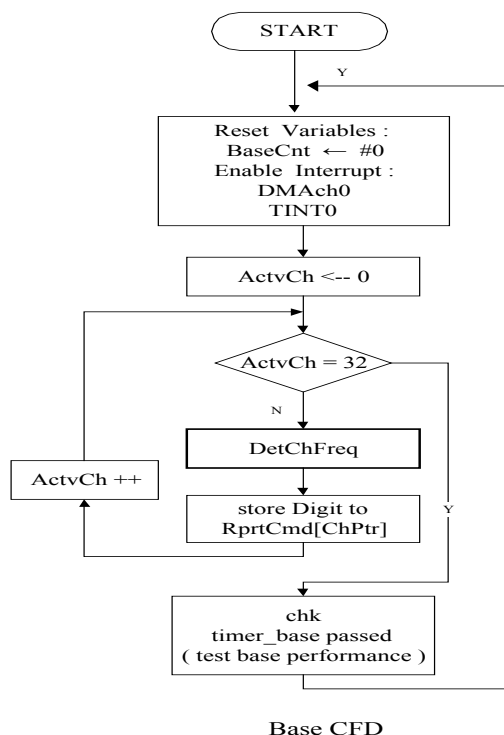 START
Y
Reset Variables :
BaseCnt ← #0
Enable Interrupt :
DMAch0
TINT0
ActvCh <-- 0
ActvCh = 32
N
DetChFreq
ActvCh ++
store Digit to
RprtCmd[ChPtr]
Y
chk
timer_base passed
( test base performance )
Base CFD